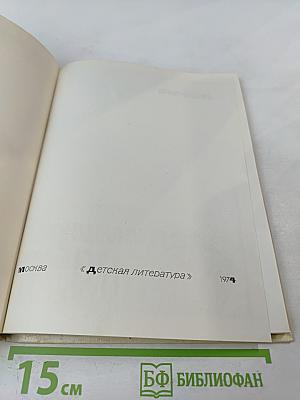 Москва «Детская литература» 1974
15 см БФ БИБЛИОФАН